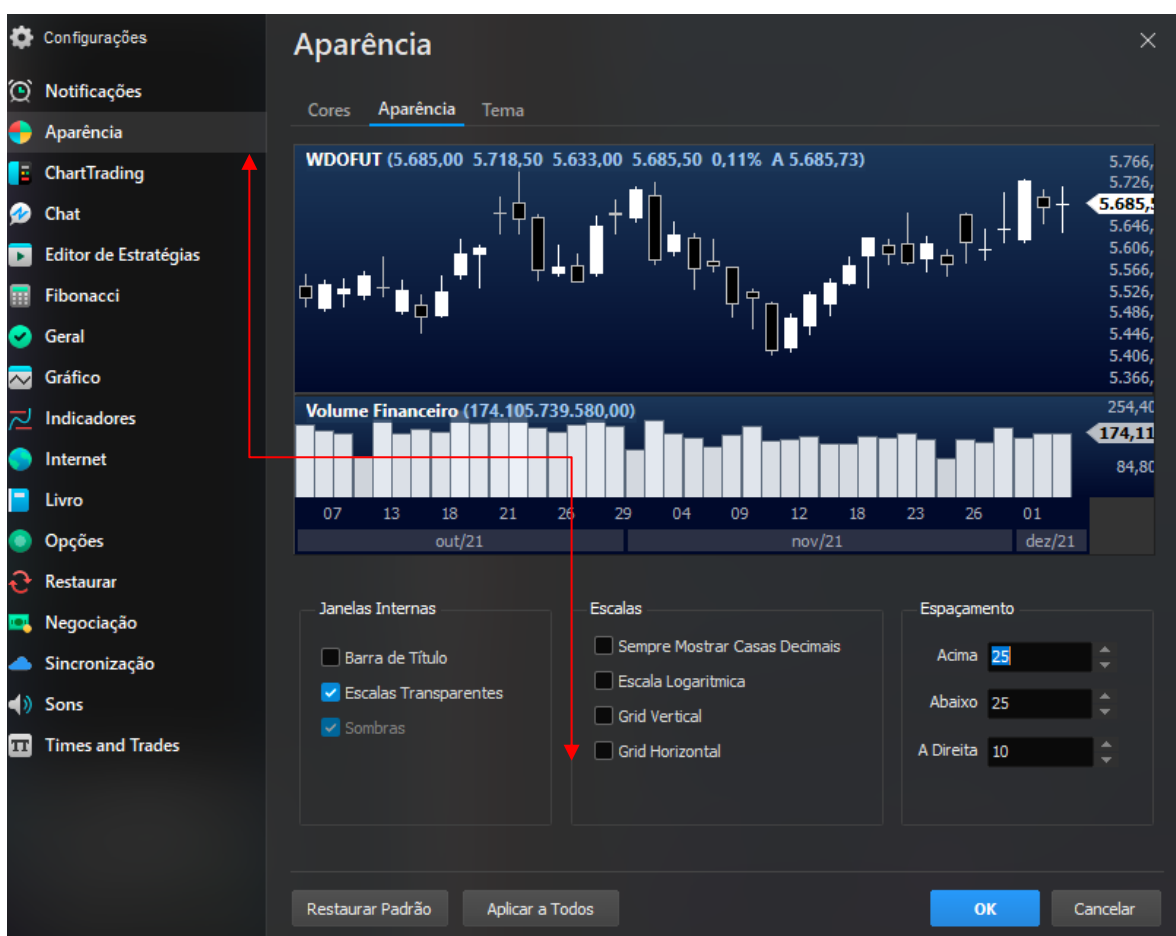 Configurações
Notificações
Aparência
ChartTrading
Chat
Editor de Estratégias
Fibonacci
Geral
Gráfico
Indicadores
Internet
Livro
Opções
Restaurar
Negociação
Sincronização
Sons
Times and Trades
Aparência
Cores Aparência Tema
WDOFUT (5.685,00 5.718,50 5.633,00 5.685,50 0,11% A 5.685,73)
5.766,
5.726,
5.685,5
5.646,
5.606,
5.566,
5.526,
5.486,
5.446,
5.406,
5.366,
Volume Financeiro (174.105.739.580,00)
254,40
174,11
84,80
07 13 18 21 26 29 04 09 12 18 23 26 01
out/21 nov/21 dez/21
Janelas Internas
Barra de Título
Escalas Transparentes
Sombras
Escalas
Sempre Mostrar Casas Decimais
Escala Logaritmica
Grid Vertical
Grid Horizontal
Espaçamento
Acima 25
Abaixo 25
A Direita 10
Restaurar Padrão Aplicar a Todos OK Cancelar